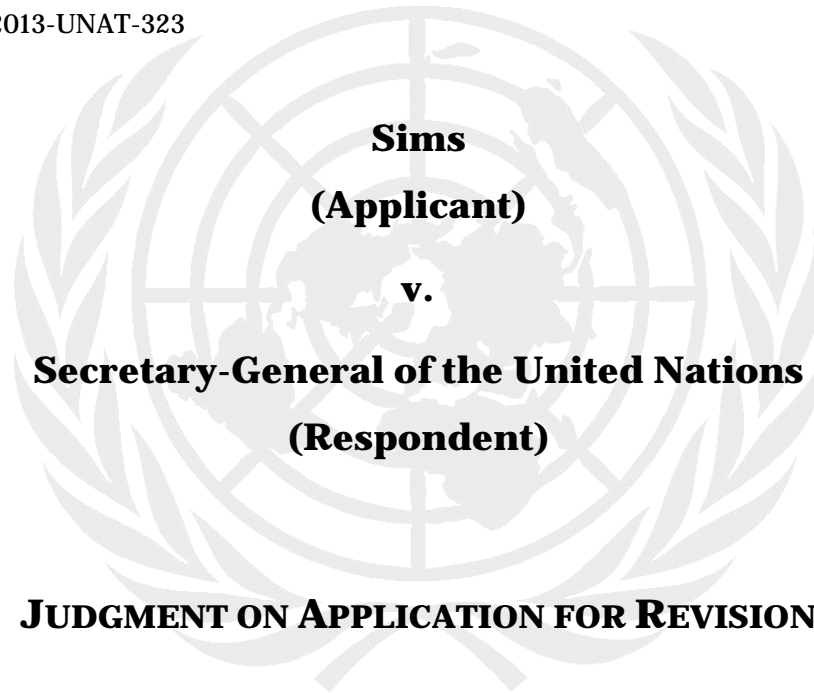 2013-UNAT-323
Sims
(Applicant)
v.
Secretary-General of the United Nations
(Respondent)
JUDGMENT ON APPLICATION FOR REVISION